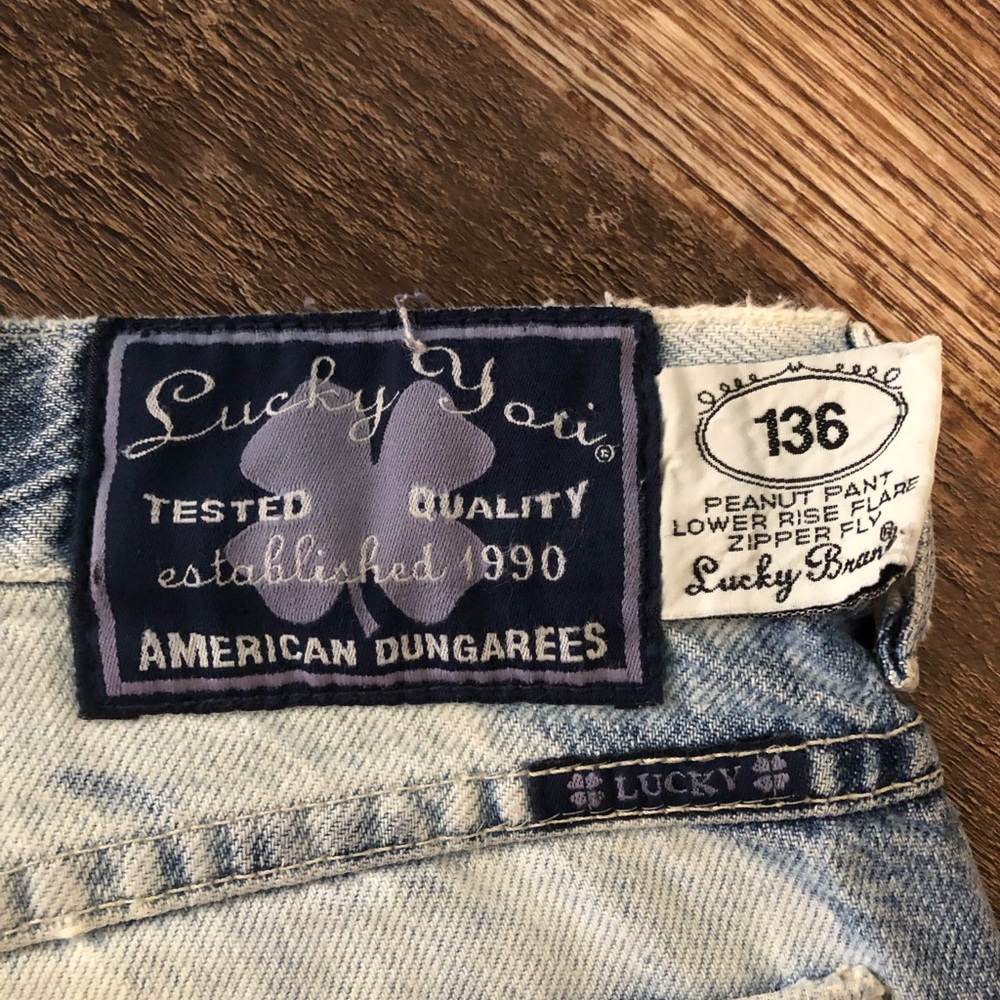 Lucky You®
TESTED QUALITY
established 1990
AMERICAN DUNGAREES
136
PEANUT PANT
LOWER RISE FLARE
ZIPPER FLY
Lucky Brand®
LUCKY